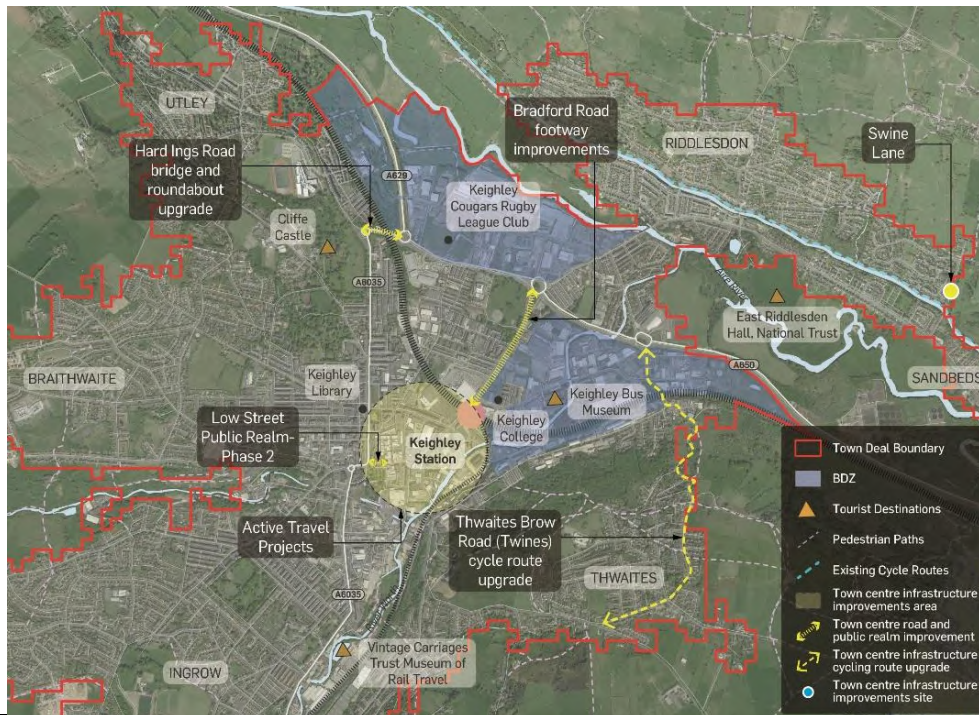 UTLEY
Hard Ings Road
bridge and
roundabout
upgrade
Bradford Road
footway
improvements
RIDDLESDON
Swine
Lane
A629
Keighley
Cougars Rugby
League Club
Cliffe
Castle
A6035
East Riddlesden
Hall, National Trust
BRAITHWAITE
Keighley
Library
A650
SANDBEDS
Keighley Bus
Museum
Low Street
Public Realm-
Phase 2
Keighley
Station
Keighley
College
Active Travel
Projects
Thwaites Brow
Road (Twines)
cycle route
upgrade
THWAITES
A6035
INGROW
Vintage Carriages
Trust Museum of
Rail Travel
Town Deal Boundary
BDZ
Tourist Destinations
Pedestrian Paths
Existing Cycle Routes
Town centre infrastructure
improvements area
Town centre road and
public realm improvement
Town centre infrastructure
cycling route upgrade
Town centre infrastructure
improvements site